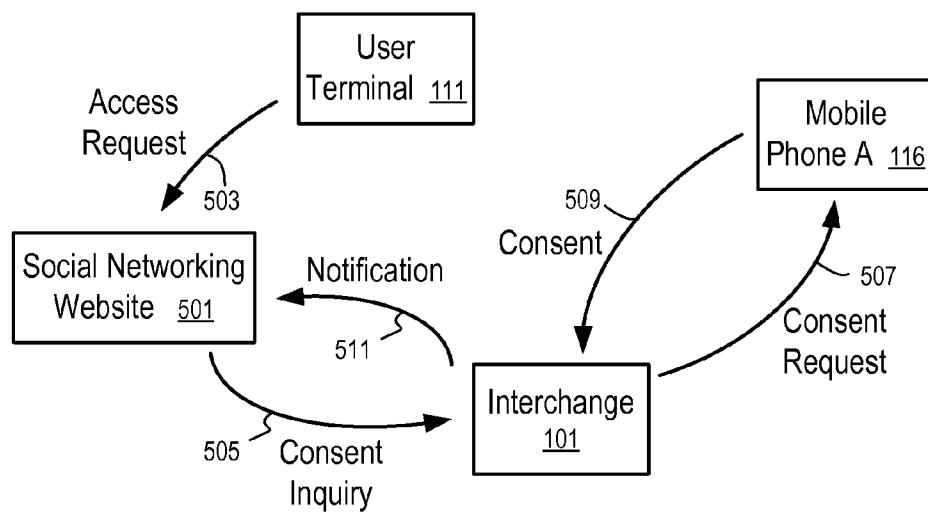 User
Terminal 111
Access
Request
503
Mobile
Phone A 116
509
Consent
507
Consent
Request
Social Networking
Website 501
Notification
511
Interchange
101
505
Consent
Inquiry